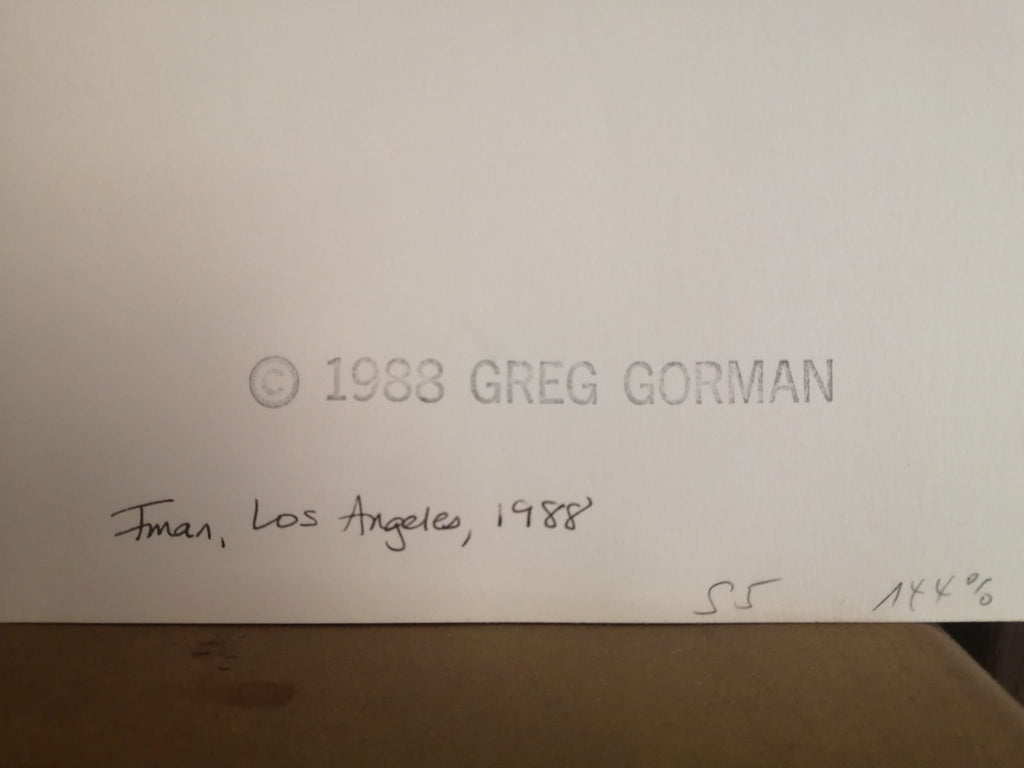 © 1988 GREG GORMAN
Iman, Los Angeles, 1988
55 144%